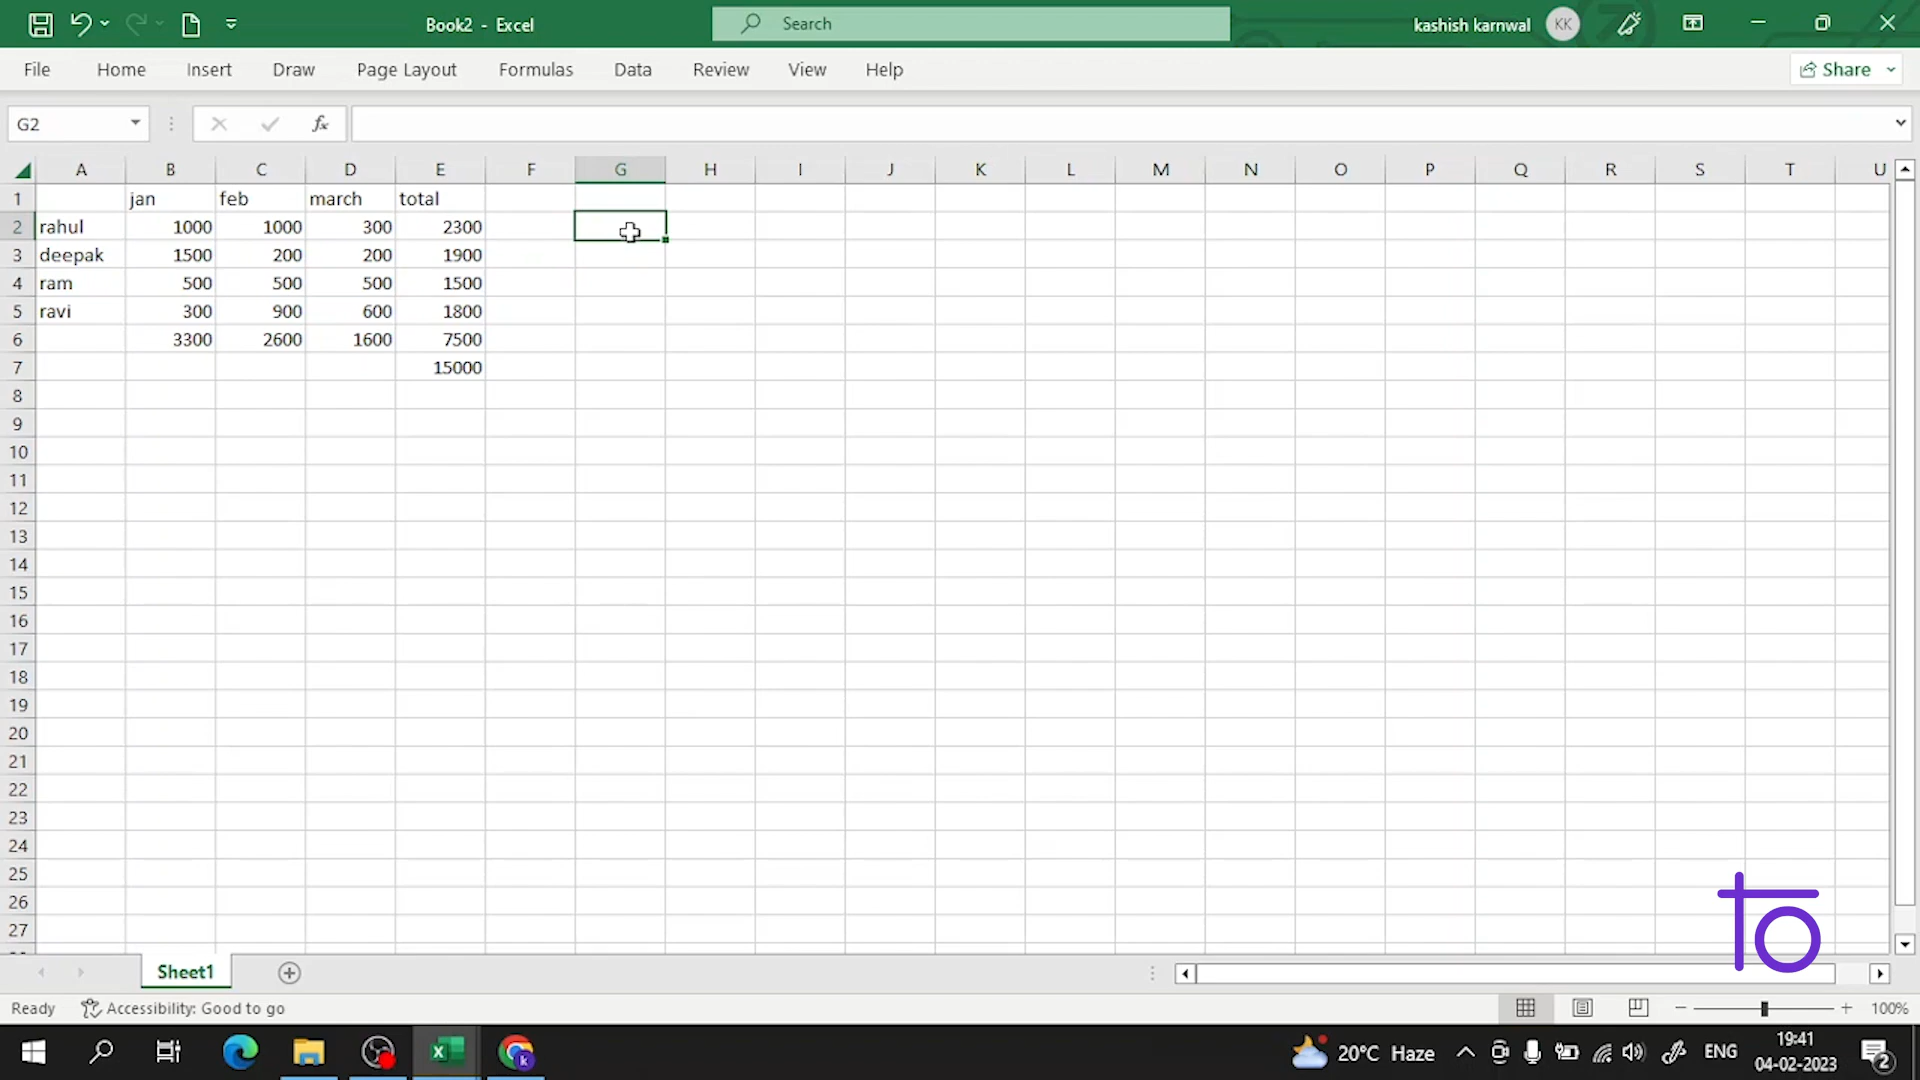 Book2 - Excel
Search
kashish karnwal
KK
File Home Insert Draw Page Layout Formulas Data Review View Help
Share
G2
fx
A B C D E F G H I J K L M N O P Q R S T U
1 jan feb march total
2 rahul 1000 1000 300 2300
3 deepak 1500 200 200 1900
4 ram 500 500 500 1500
5 ravi 300 900 600 1800
6 3300 2600 1600 7500
7 15000
8
9
10
11
12
13
14
15
16
17
18
19
20
21
22
23
24
25
26
27
to
Sheet1
Ready Accessibility: Good to go
100%
20°C Haze
ENG
19:41
04-02-2023
2